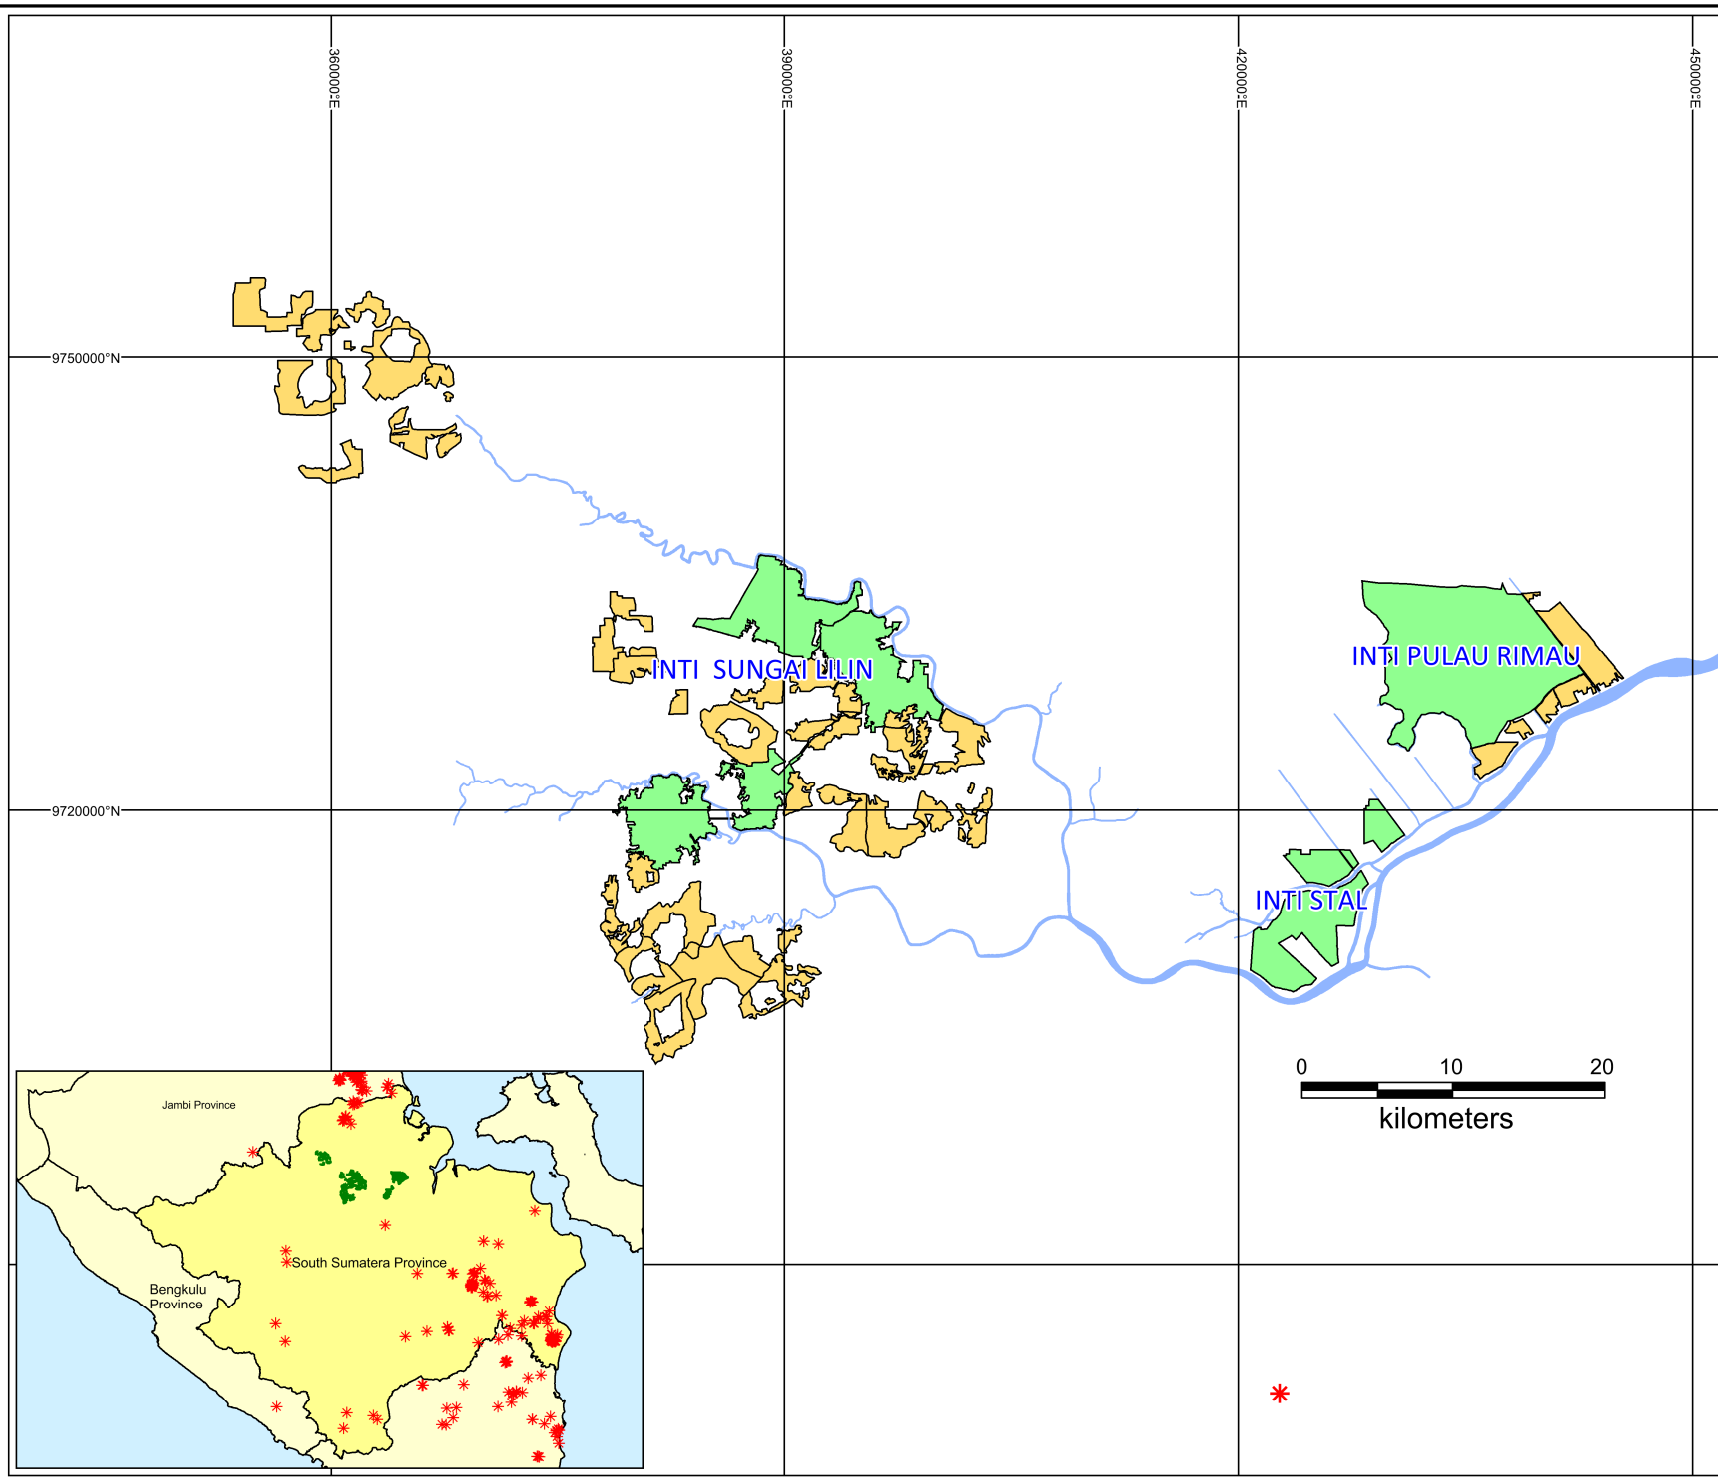 360000°E
390000°E
420000°E
450000°E
9750000°N
INTI PULAU RIMAU
INTI SUNGAI LILIN
9720000°N
INTI STAL
0 10 20
kilometers
Jambi Province
South Sumatera Province
Bengkulu
Province